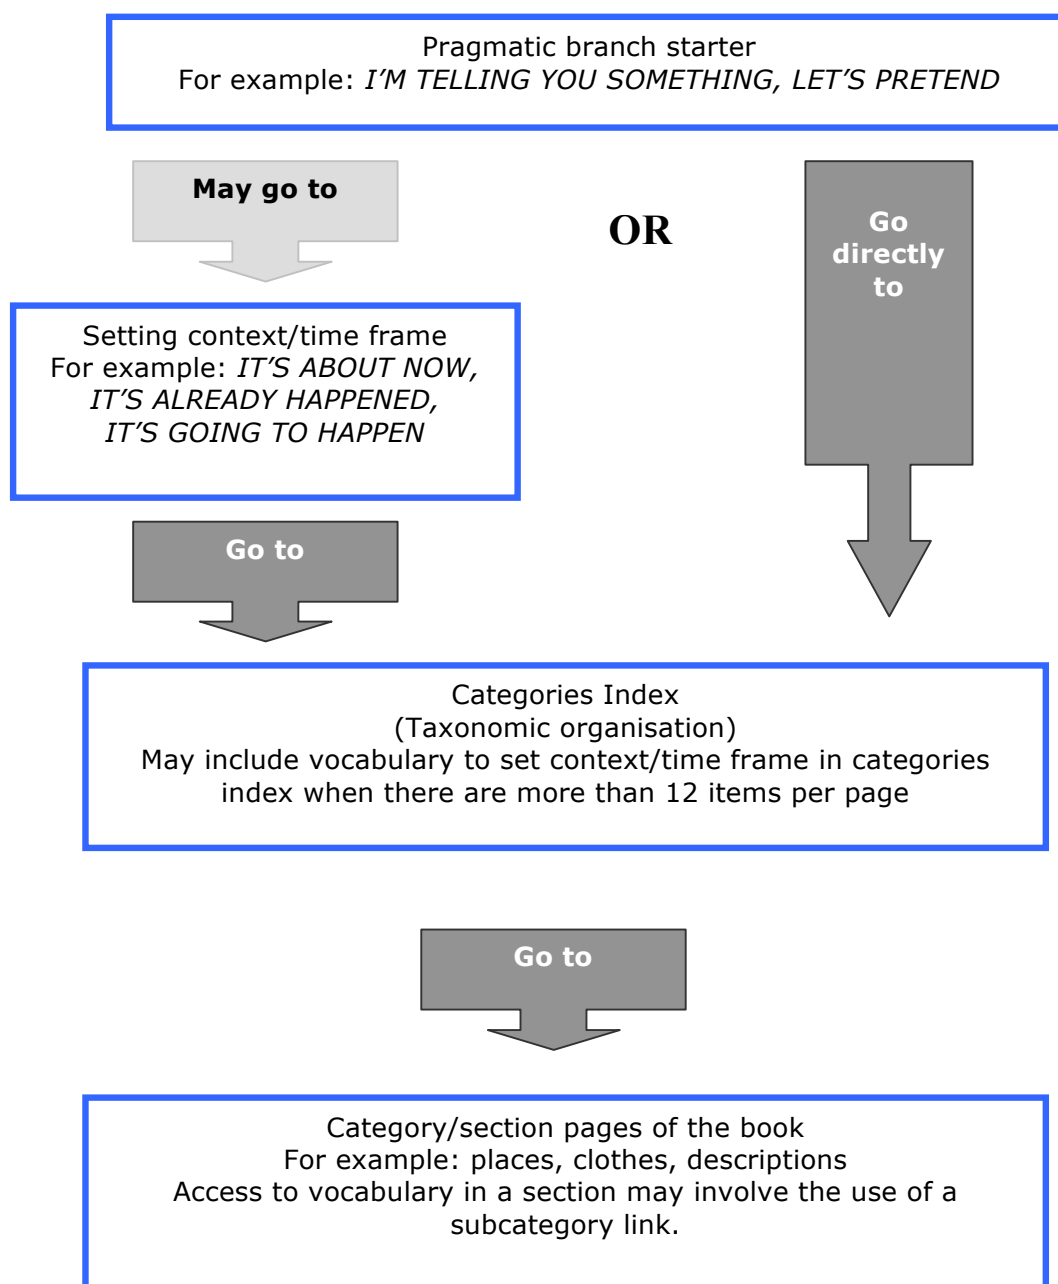 Pragmatic branch starter
For example: I’M TELLING YOU SOMETHING, LET’S PRETEND
May go to
OR
Go
directly
to
Setting context/time frame
For example: IT’S ABOUT NOW,
IT’S ALREADY HAPPENED,
IT’S GOING TO HAPPEN
Go to
Categories Index
(Taxonomic organisation)
May include vocabulary to set context/time frame in categories
index when there are more than 12 items per page
Go to
Category/section pages of the book
For example: places, clothes, descriptions
Access to vocabulary in a section may involve the use of a
subcategory link.